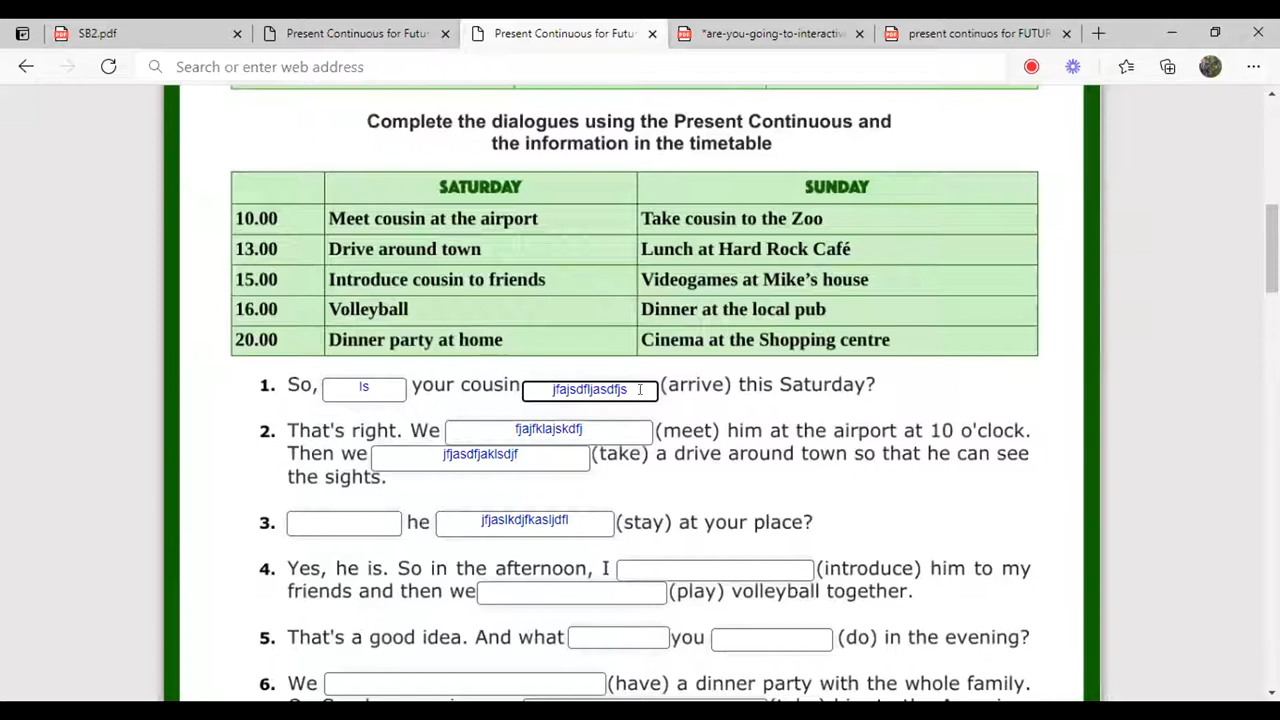 SB2.pdf
Present Continuous for Futu
Present Continuous for Futu
*are-you-going-to-interactiv
present continuos for FUTUR
Search or enter web address
Complete the dialogues using the Present Continuous and
the information in the timetable
SATURDAY SUNDAY
10.00 Meet cousin at the airport Take cousin to the Zoo
13.00 Drive around town Lunch at Hard Rock Café
15.00 Introduce cousin to friends Videogames at Mike's house
16.00 Volleyball Dinner at the local pub
20.00 Dinner party at home Cinema at the Shopping centre
1. So, Is your cousin jfajsdfljasdfjs (arrive) this Saturday?
2. That's right. We fjajfklajskdfj (meet) him at the airport at 10 o'clock.
Then we jfjasdfjaklsdjf (take) a drive around town so that he can see
the sights.
3. he jfjaslkdjfkasljdfl (stay) at your place?
4. Yes, he is. So in the afternoon, I (introduce) him to my
friends and then we (play) volleyball together.
5. That's a good idea. And what you (do) in the evening?
6. We (have) a dinner party with the whole family.